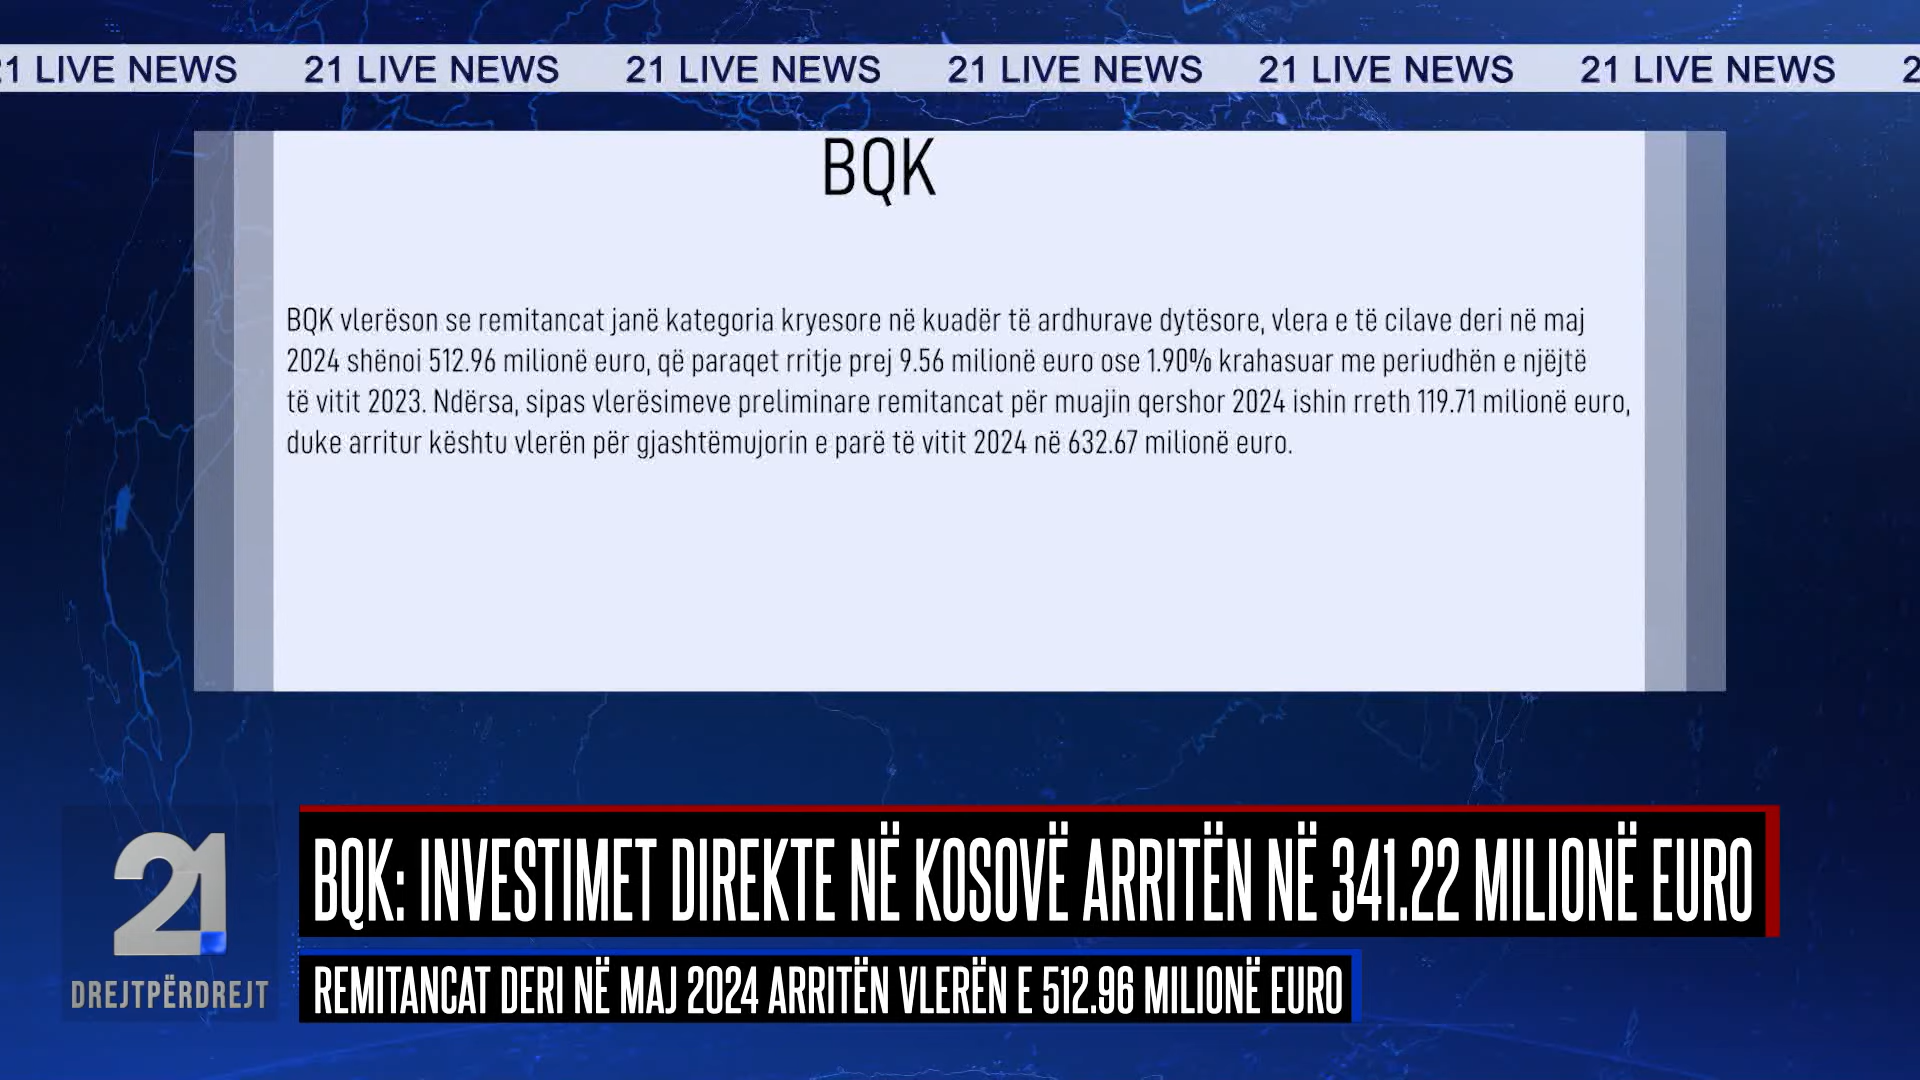 21 LIVE NEWS 21 LIVE NEWS 21 LIVE NEWS 21 LIVE NEWS 21 LIVE NEWS 21 LIVE NEWS 2
BQK
BQK vlerëson se remitancat janë kategoria kryesore në kuadër të ardhurave dytësore, vlera e të cilave deri në maj
2024 shënoi 512.96 milionë euro, që paraqet rritje prej 9.56 milionë euro ose 1.90% krahasuar me periudhën e njëjtë
të vitit 2023. Ndërsa, sipas vlerësimeve preliminare remitancat për muajin qershor 2024 ishin rreth 119.71 milionë euro,
duke arritur kështu vlerën për gjashtëmujorin e parë të vitit 2024 në 632.67 milionë euro.
21
DREJTPËRDREJT
BQK: INVESTIMET DIREKTE NË KOSOVË ARRITËN NË 341.22 MILIONË EURO
REMITANCAT DERI NË MAJ 2024 ARRITËN VLERËN E 512.96 MILIONË EURO